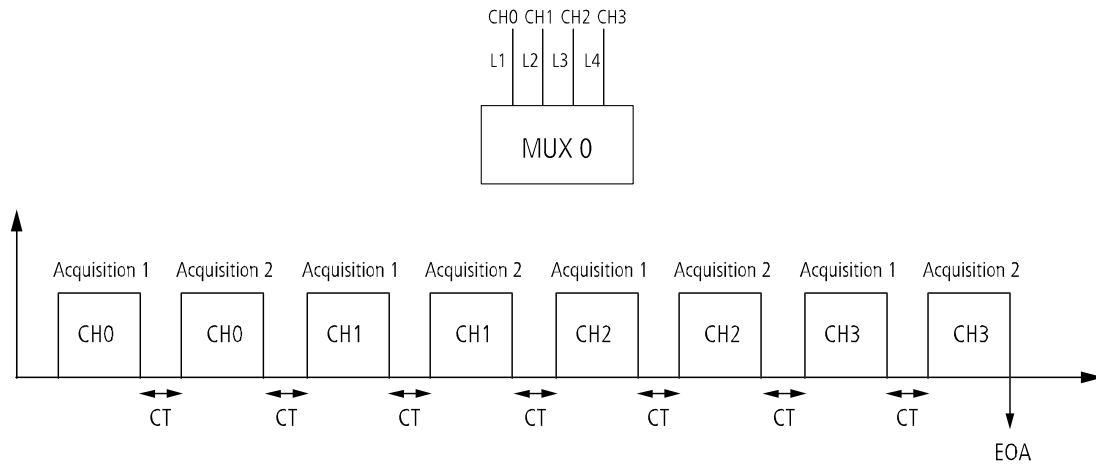 CH0 CH1 CH2 CH3
L1 L2 L3 L4
MUX 0
Acquisition 1 Acquisition 2 Acquisition 1 Acquisition 2 Acquisition 1 Acquisition 2 Acquisition 1 Acquisition 2
CH0 CH0 CH1 CH1 CH2 CH2 CH3 CH3
CT CT CT CT CT CT CT
EOA